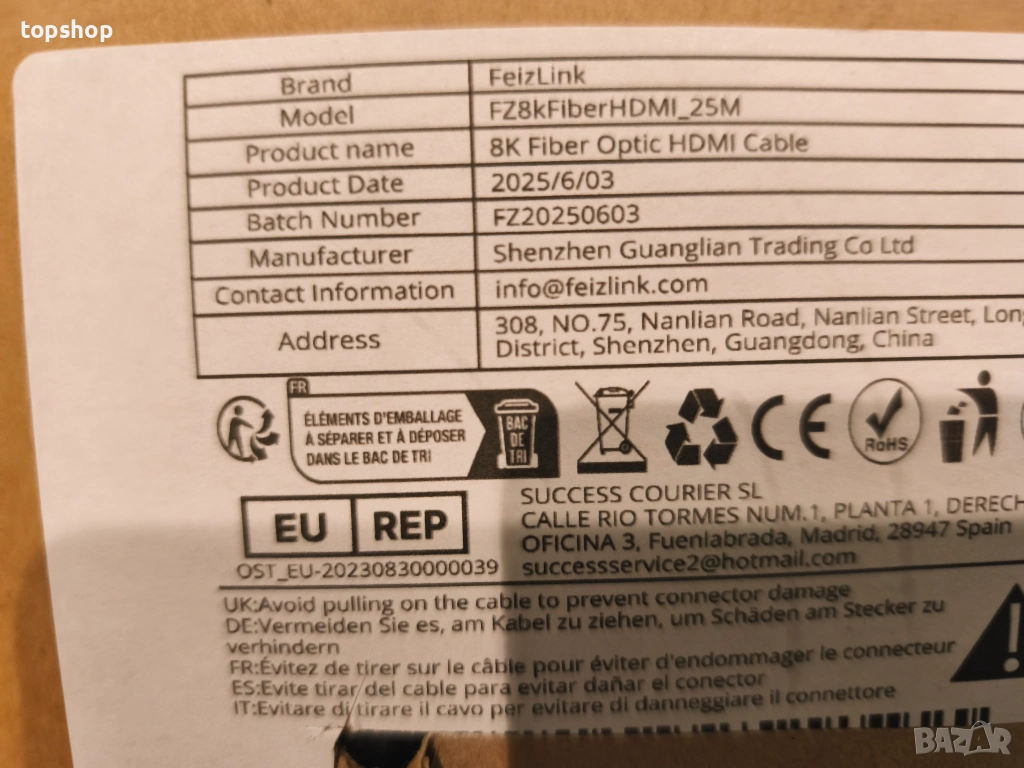 topshop
Brand FeizLink
Model FZ8kFiberHDMI_25M
Product name 8K Fiber Optic HDMI Cable
Product Date 2025/6/03
Batch Number FZ20250603
Manufacturer Shenzhen Guanglian Trading Co Ltd
Contact Information info@feizlink.com
Address 308, NO.75, Nanlian Road, Nanlian Street,
District, Shenzhen, Guangdong, China
FR
ÉLÉMENTS D'EMBALLAGE
À SÉPARER ET À DÉPOSER
DANS LE BAC DE TRI
BAC
DE
TRI
CE
RoHS
EU REP
OST_EU-20230830000039
SUCCESS COURIER SL
CALLE RIO TORMES NUM.1, PLANTA 1,
OFICINA 3, Fuenlabrada, Madrid, 28947 Spain
successservice2@hotmail.com
UK:Avoid pulling on the cable to prevent connector damage
DE:Vermeiden Sie es, am Kabel zu ziehen, um Schäden am Stecker zu
verhindern
FR:Évitez de tirer sur le câble pour éviter d'endommager le connecteur
ES:Evite tirar del cable para evitar dañar el conector
IT:Evitare di tirare il cavo per evitare di danneggiare il connettore
BAZAR